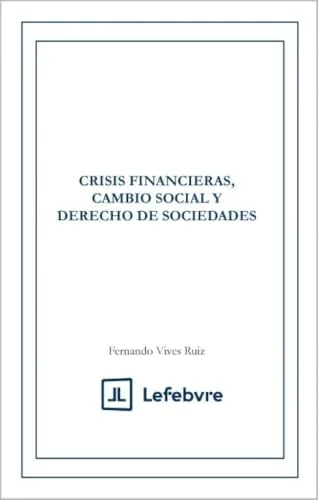 CRISIS FINANCIERAS,
CAMBIO SOCIAL Y
DERECHO DE SOCIEDADES
Fernando Vives Ruiz
Lefebvre